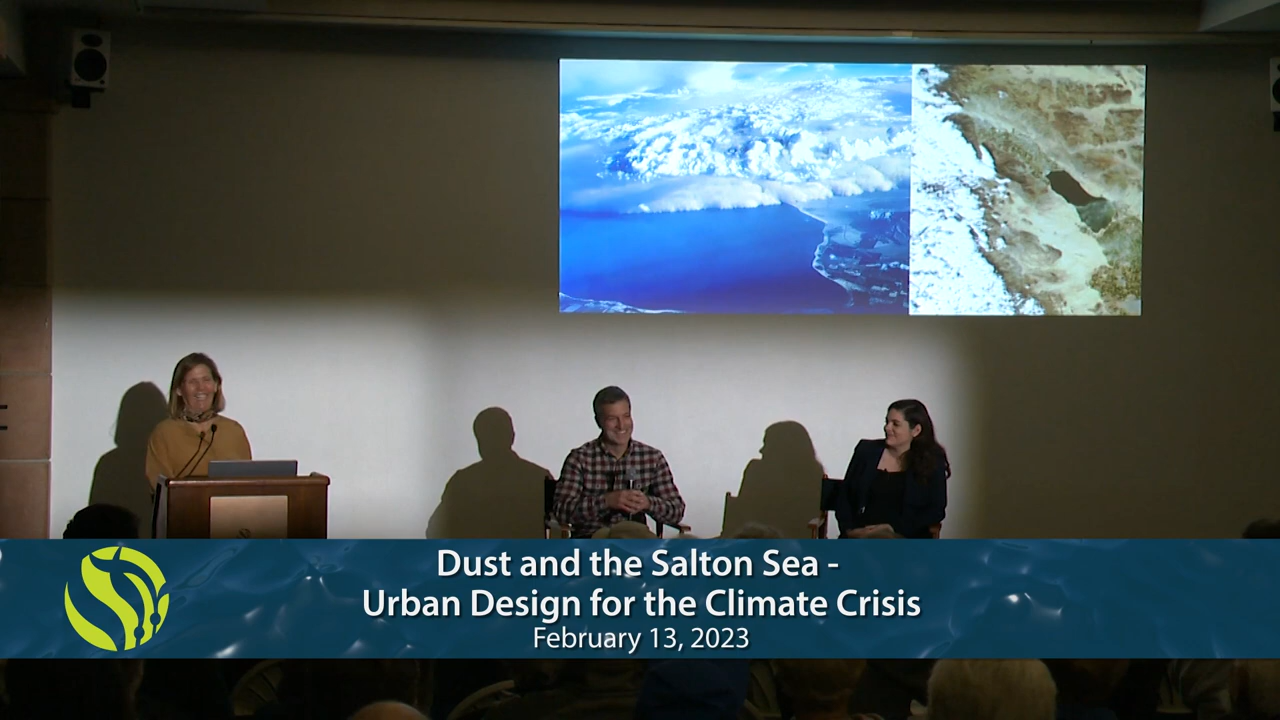 Dust and the Salton Sea -
Urban Design for the Climate Crisis
February 13, 2023